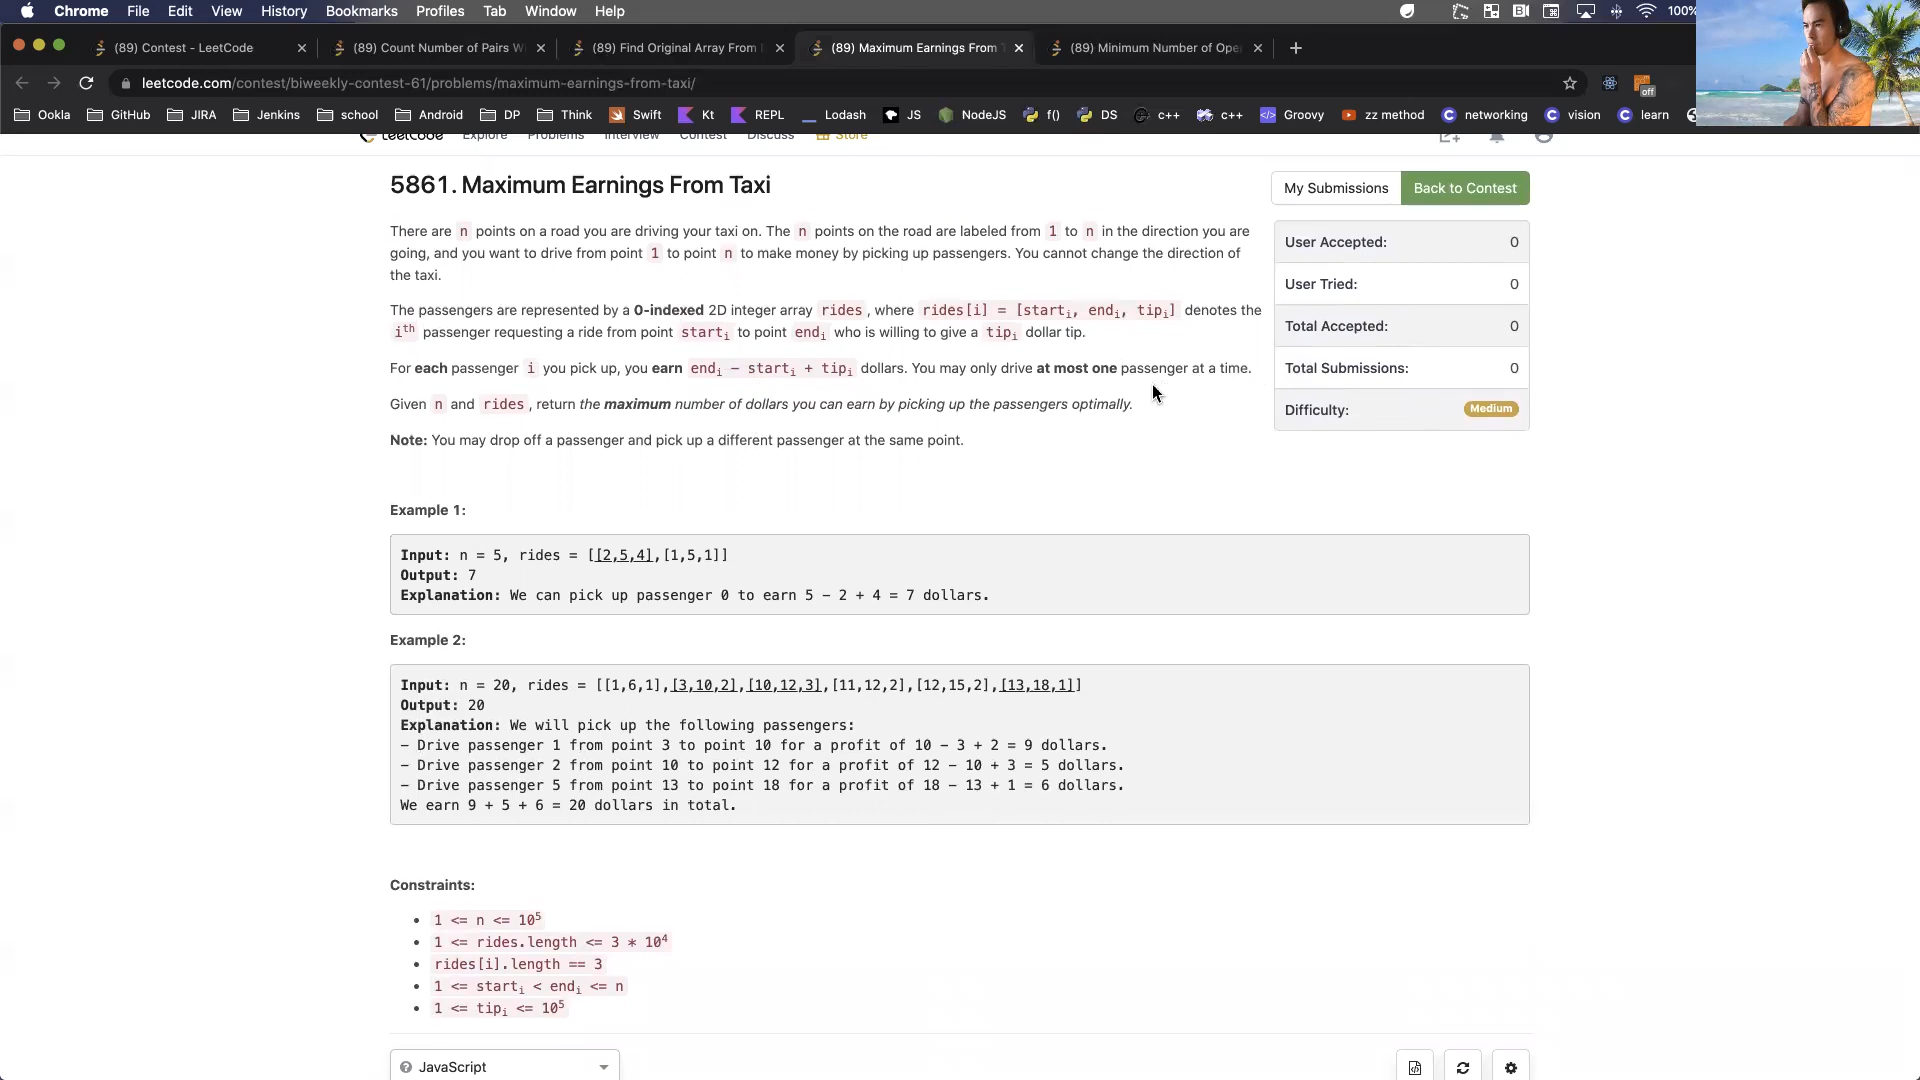 Chrome File Edit View History Bookmarks Profiles Tab Window Help 100%
(89) Contest - LeetCode (89) Count Number of Pairs W (89) Find Original Array From (89) Maximum Earnings From T (89) Minimum Number of Ope
leetcode.com/contest/biweekly-contest-61/problems/maximum-earnings-from-taxi/ off
Ookla GitHub JIRA Jenkins school Android DP Think Swift Kt REPL Lodash JS NodeJS f() DS c++ c++ Groovy zz method networking vision learn
LeetCode Explore Problems Interview Contest Discuss Store
5861. Maximum Earnings From Taxi
My Submissions Back to Contest
There are n points on a road you are driving your taxi on. The n points on the road are labeled from 1 to n in the direction you are
going, and you want to drive from point 1 to point n to make money by picking up passengers. You cannot change the direction of
the taxi.
The passengers are represented by a 0-indexed 2D integer array rides , where rides[i] = [startᵢ, endᵢ, tipᵢ] denotes the
iᵗʰ passenger requesting a ride from point startᵢ to point endᵢ who is willing to give a tipᵢ dollar tip.
For each passenger i you pick up, you earn endᵢ − startᵢ + tipᵢ dollars. You may only drive at most one passenger at a time.
Given n and rides , return the maximum number of dollars you can earn by picking up the passengers optimally.
Note: You may drop off a passenger and pick up a different passenger at the same point.
User Accepted: 0
User Tried: 0
Total Accepted: 0
Total Submissions: 0
Difficulty: Medium
Example 1:
Input: n = 5, rides = [[2,5,4],[1,5,1]]
Output: 7
Explanation: We can pick up passenger 0 to earn 5 − 2 + 4 = 7 dollars.
Example 2:
Input: n = 20, rides = [[1,6,1],[3,10,2],[10,12,3],[11,12,2],[12,15,2],[13,18,1]]
Output: 20
Explanation: We will pick up the following passengers:
− Drive passenger 1 from point 3 to point 10 for a profit of 10 − 3 + 2 = 9 dollars.
− Drive passenger 2 from point 10 to point 12 for a profit of 12 − 10 + 3 = 5 dollars.
− Drive passenger 5 from point 13 to point 18 for a profit of 18 − 13 + 1 = 6 dollars.
We earn 9 + 5 + 6 = 20 dollars in total.
Constraints:
• 1 <= n <= 10⁵
• 1 <= rides.length <= 3 * 10⁴
• rides[i].length == 3
• 1 <= startᵢ < endᵢ <= n
• 1 <= tipᵢ <= 10⁵
JavaScript